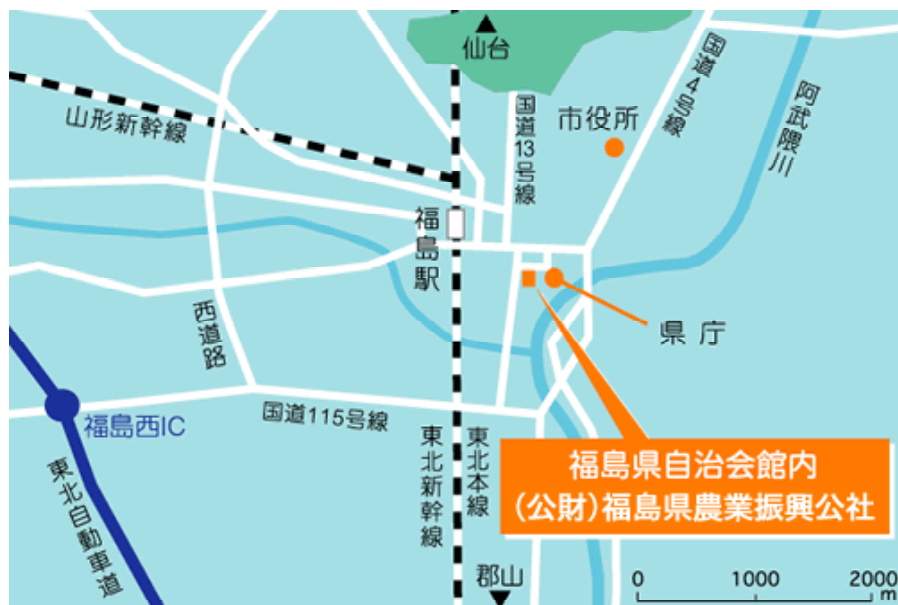 仙台
山形新幹線
国道13号線
市役所
国道4号線
阿武隈川
福島駅
県庁
西道路
福島西IC
国道115号線
東北自動車道
東北新幹線
東北本線
福島県自治会館内
(公財)福島県農業振興公社
郡山
0 1000 2000
m